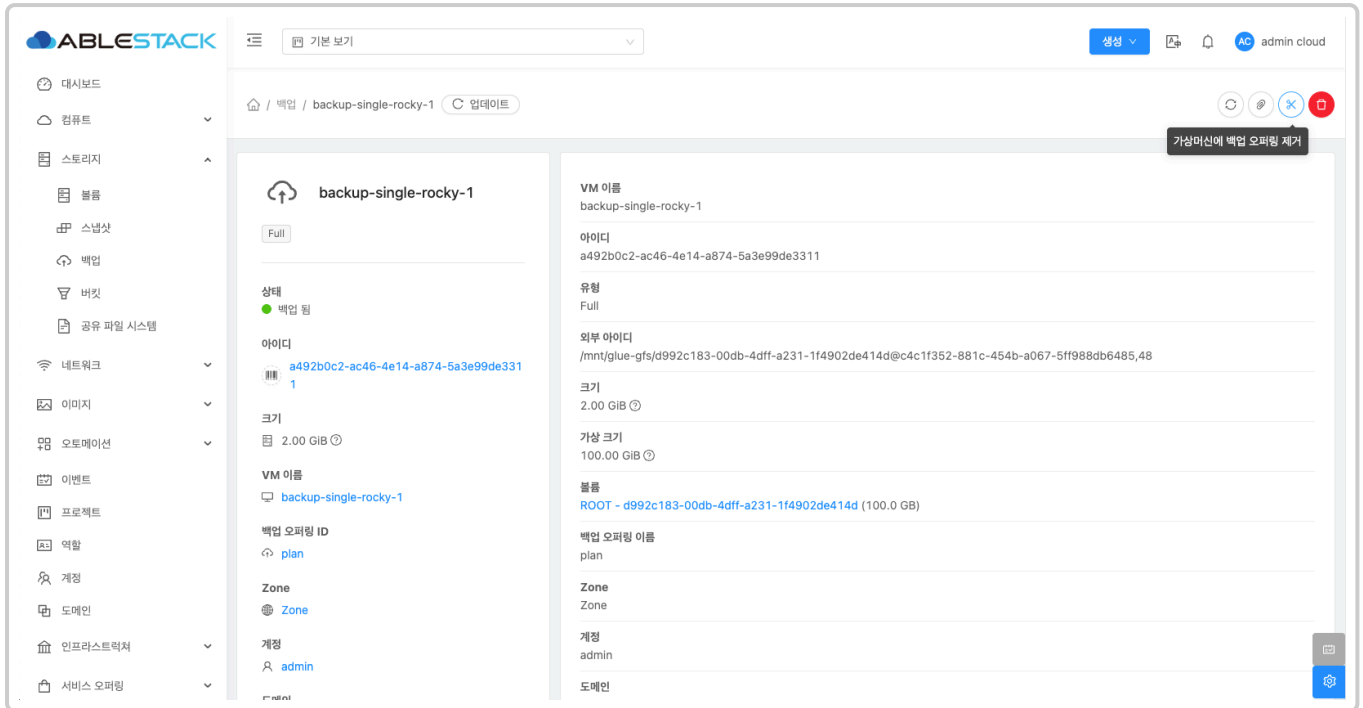 ABLESTACK
기본 보기
생성
AC
admin cloud
대시보드
컴퓨트
스토리지
볼륨
스냅샷
백업
버킷
공유 파일 시스템
네트워크
이미지
오토메이션
이벤트
프로젝트
역할
계정
도메인
인프라스트럭쳐
서비스 오퍼링
/ 백업 / backup-single-rocky-1 업데이트
가상머신에 백업 오퍼링 제거
backup-single-rocky-1
Full
상태
백업 됨
아이디
a492b0c2-ac46-4e14-a874-5a3e99de331
1
크기
2.00 GiB
VM 이름
backup-single-rocky-1
백업 오퍼링 ID
plan
Zone
Zone
계정
admin
도메인
VM 이름
backup-single-rocky-1
아이디
a492b0c2-ac46-4e14-a874-5a3e99de3311
유형
Full
외부 아이디
/mnt/glue-gfs/d992c183-00db-4dff-a231-1f4902de414d@c4c1f352-881c-454b-a067-5ff988db6485,48
크기
2.00 GiB
가상 크기
100.00 GiB
볼륨
ROOT - d992c183-00db-4dff-a231-1f4902de414d (100.0 GB)
백업 오퍼링 이름
plan
Zone
Zone
계정
admin
도메인